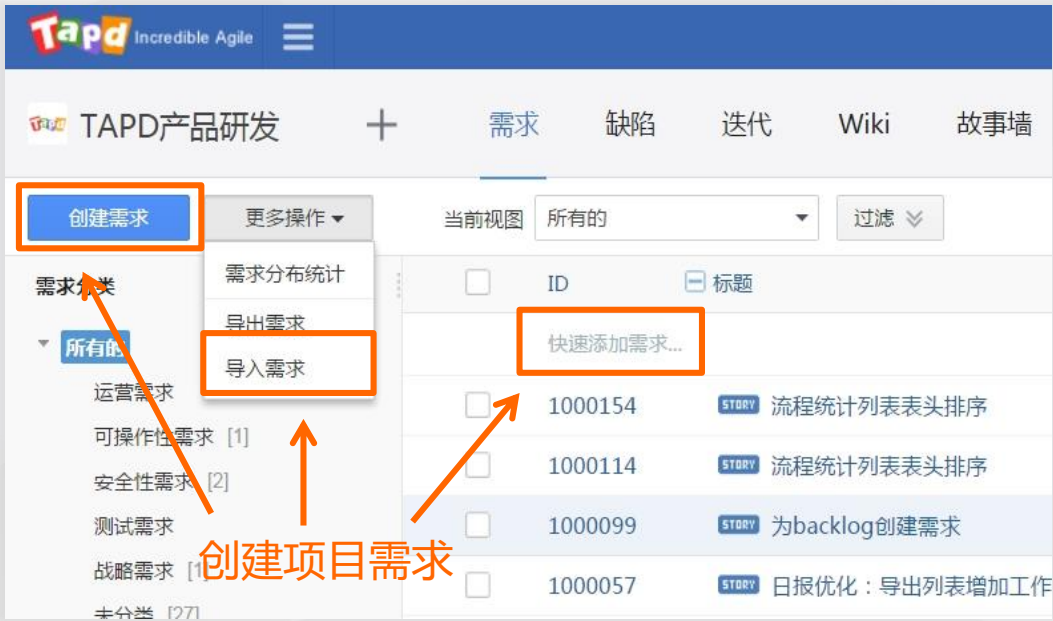 Tapd Incredible Agile
TAPD产品研发
需求 缺陷 迭代 Wiki 故事墙
创建需求 更多操作 当前视图 所有的 过滤
需求分类
需求分布统计
导出需求
导入需求
所有的
运营需求
可操作性需求 [1]
安全性需求 [2]
测试需求
战略需求 [1]
未分类 [27]
ID 标题
快速添加需求...
1000154 STORY 流程统计列表表头排序
1000114 STORY 流程统计列表表头排序
1000099 STORY 为backlog创建需求
1000057 STORY 日报优化：导出列表增加工作
创建项目需求